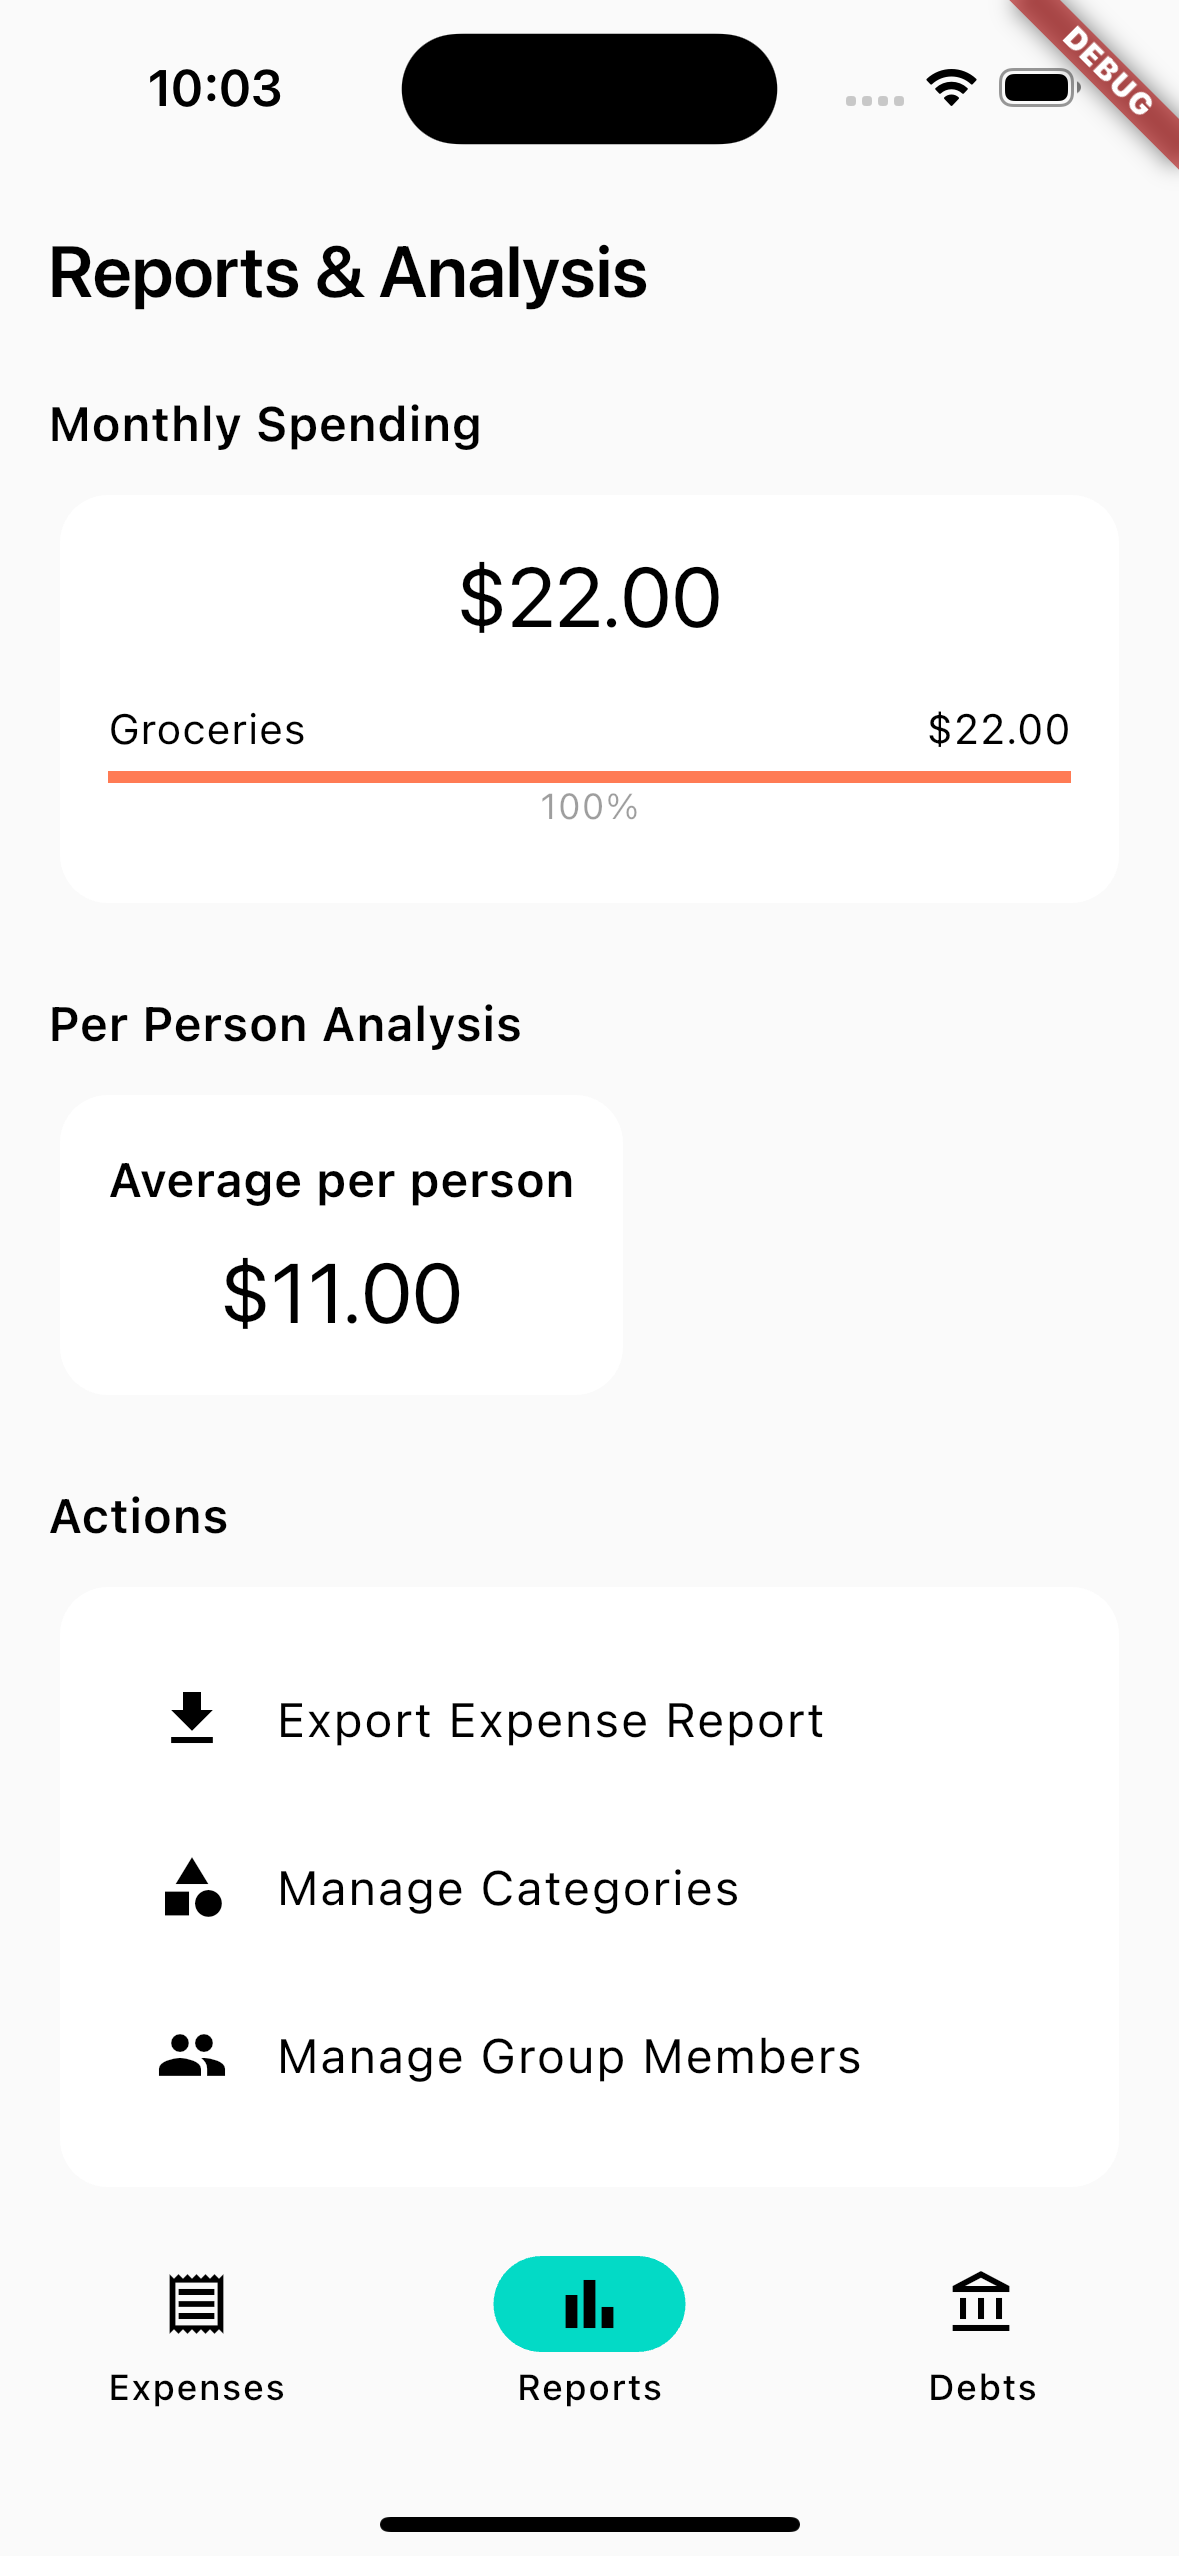 10:03
DEBUG
Reports & Analysis
Monthly Spending
$22.00
Groceries $22.00
100%
Per Person Analysis
Average per person
$11.00
Actions
Export Expense Report
Manage Categories
Manage Group Members
Expenses Reports Debts